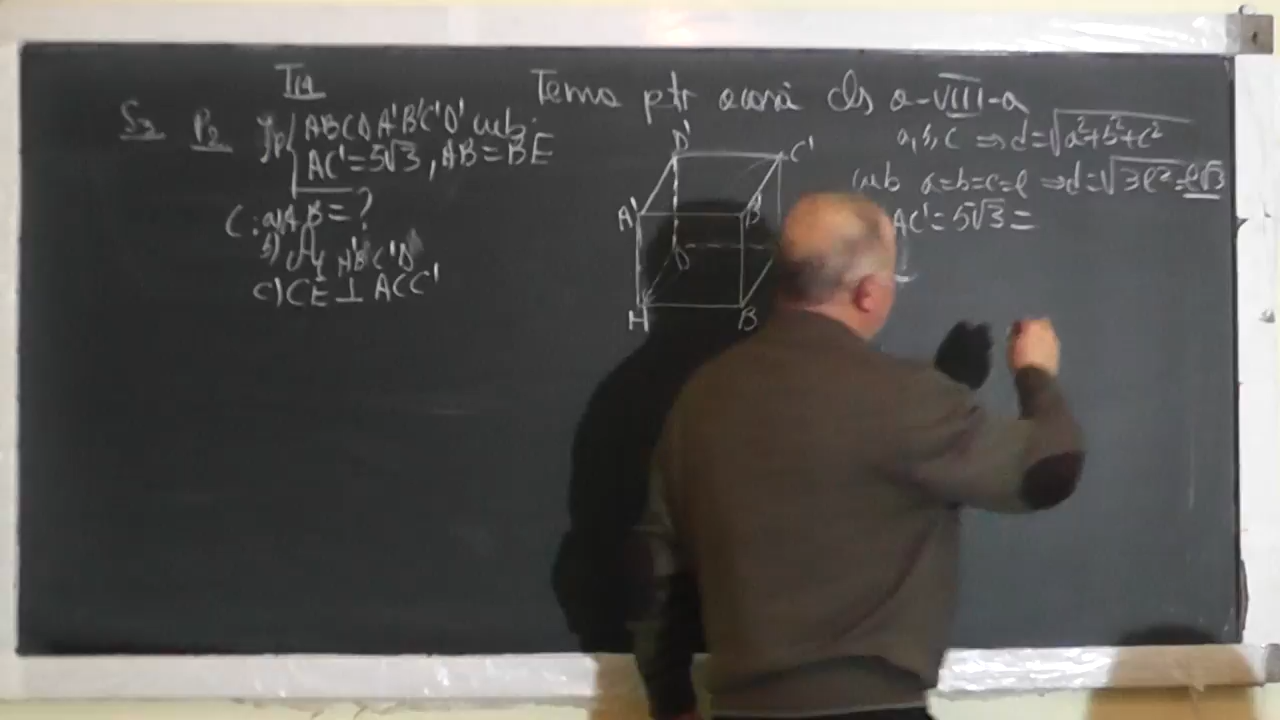 T14
Tema ptr acasă cls a-VIII-a
S2 P2 Ip ABCDA'B'C'D' cub.
AC'=5√3, AB=BE
C: a) AB=?
b)
c) CE ⊥ ACC'
D' C'
A' B'
D
A B
a, b, c ⇒ d=√a²+b²+c²
cub a=b=c=l ⇒ d=√3l²=l√3
AC'=5√3=